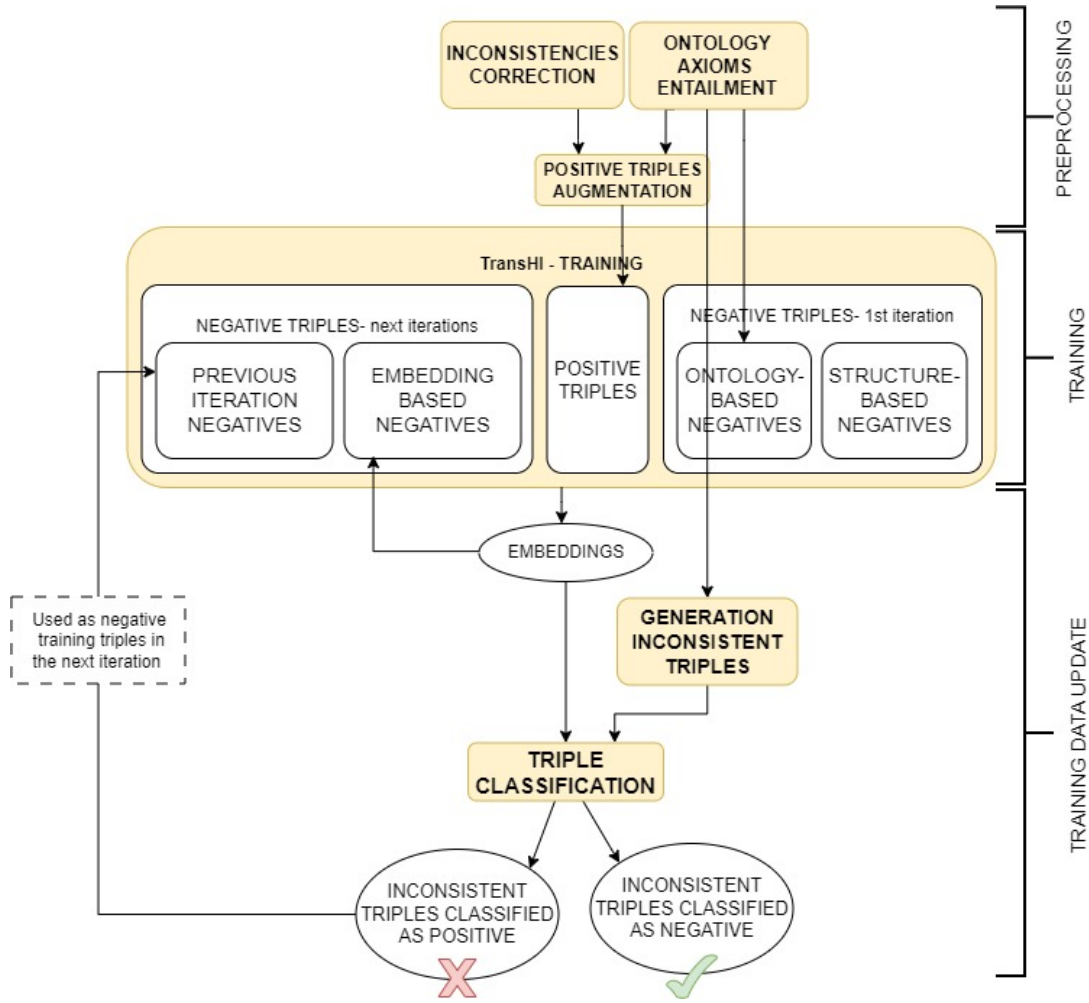 INCONSISTENCIES
CORRECTION
ONTOLOGY
AXIOMS
ENTAILMENT
PREPROCESSING
POSITIVE TRIPLES
AUGMENTATION
TransHI - TRAINING
TRAINING
NEGATIVE TRIPLES- next iterations
PREVIOUS
ITERATION
NEGATIVES
EMBEDDING
BASED
NEGATIVES
POSITIVE
TRIPLES
NEGATIVE TRIPLES- 1st iteration
ONTOLOGY-
BASED
NEGATIVES
STRUCTURE-
BASED
NEGATIVES
EMBEDDINGS
Used as negative
training triples in
the next iteration
GENERATION
INCONSISTENT
TRIPLES
TRAINING DATA UPDATE
TRIPLE
CLASSIFICATION
INCONSISTENT
TRIPLES CLASSIFIED
AS POSITIVE
INCONSISTENT
TRIPLES CLASSIFIED
AS NEGATIVE